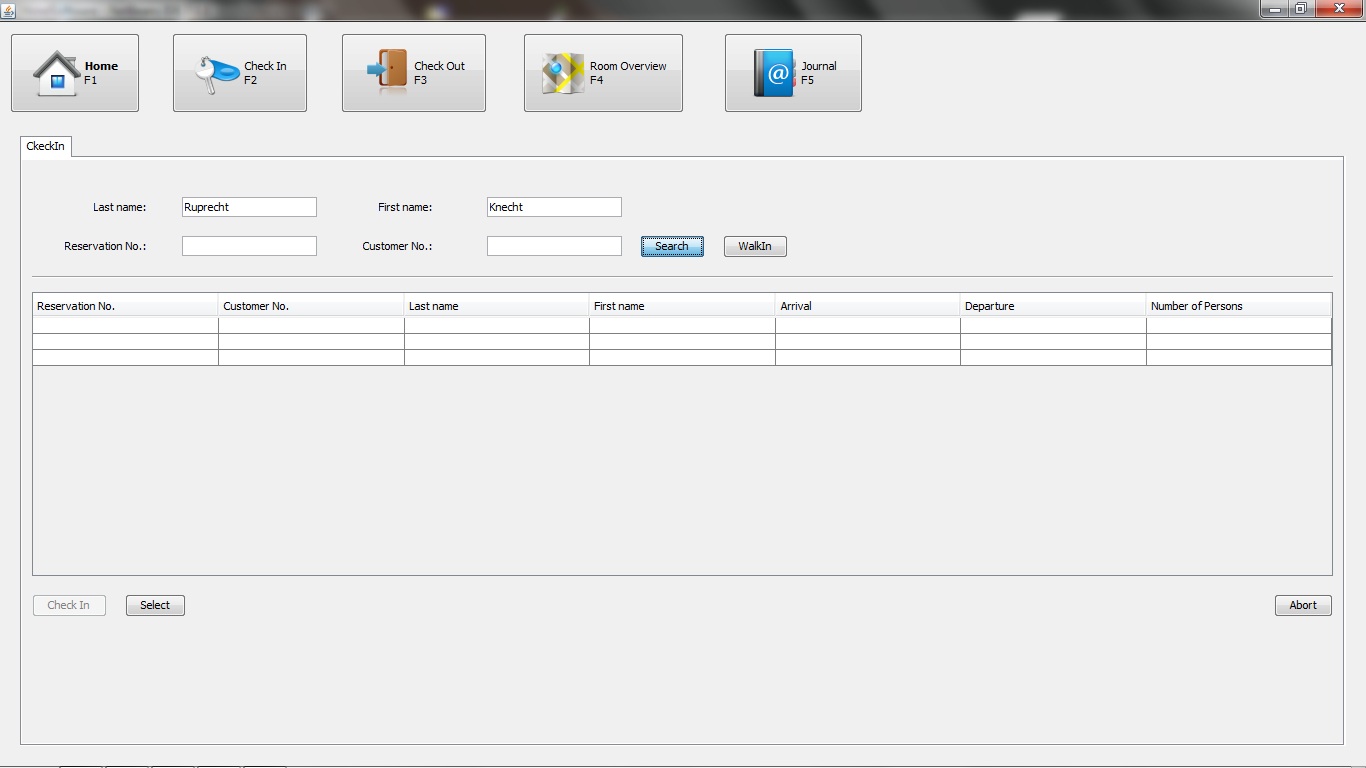 Home
F1
Check In
F2
Check Out
F3
Room Overview
F4
@
Journal
F5
CkeckIn
Last name: Ruprecht First name: Knecht
Reservation No.: Customer No.: Search WalkIn
Reservation No. Customer No. Last name First name Arrival Departure Number of Persons
Check In Select Abort